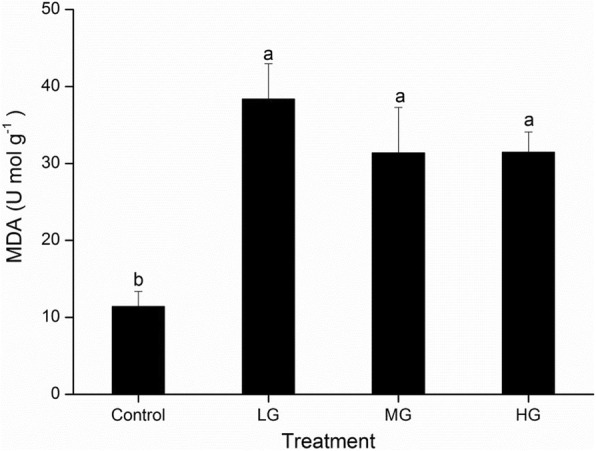 50
40
30
20
10
0
MDA (U mol g⁻¹ )
b
a
a
a
Control LG MG HG
Treatment